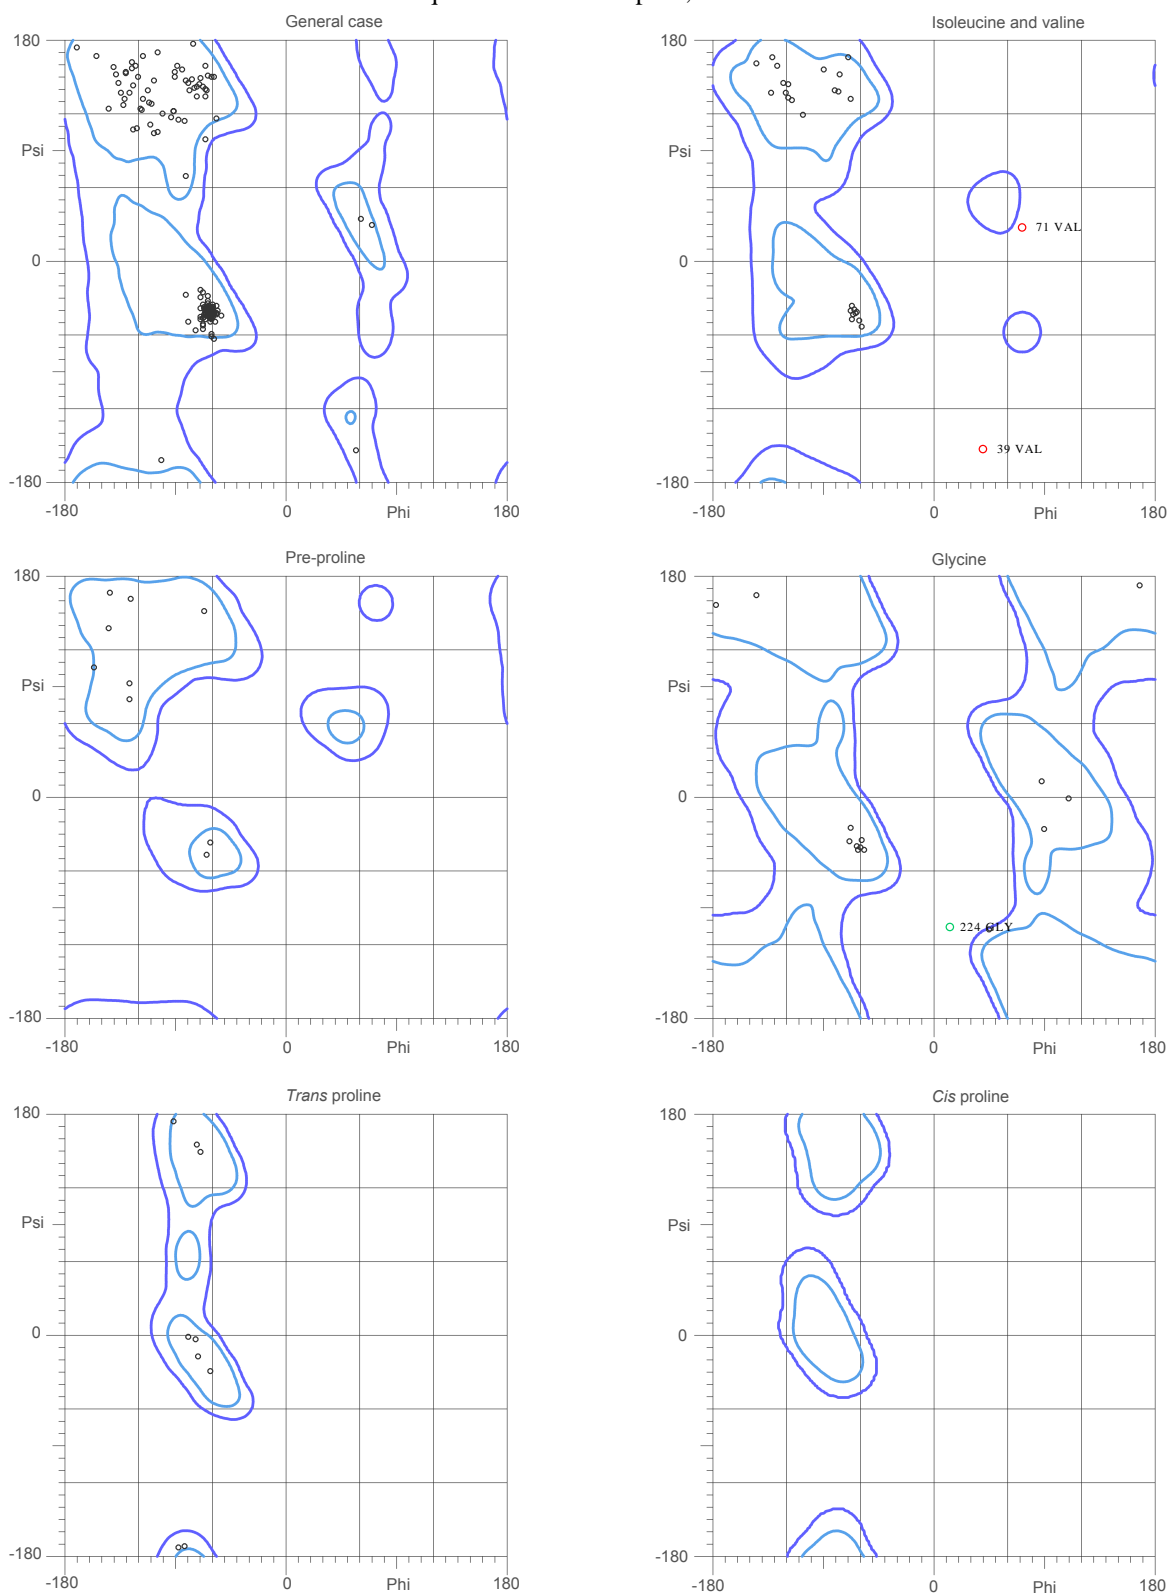 General case
Isoleucine and valine
180
180
Psi
Psi
71 VAL
0
0
39 VAL
-180
-180
-180
0
Phi
180
-180
0
Phi
180
Pre-proline
Glycine
180
180
Psi
Psi
0
0
224 GLY
-180
-180
-180
0
Phi
180
-180
0
Phi
180
Trans proline
Cis proline
180
180
Psi
Psi
0
0
-180
-180
-180
0
Phi
180
-180
0
Phi
180